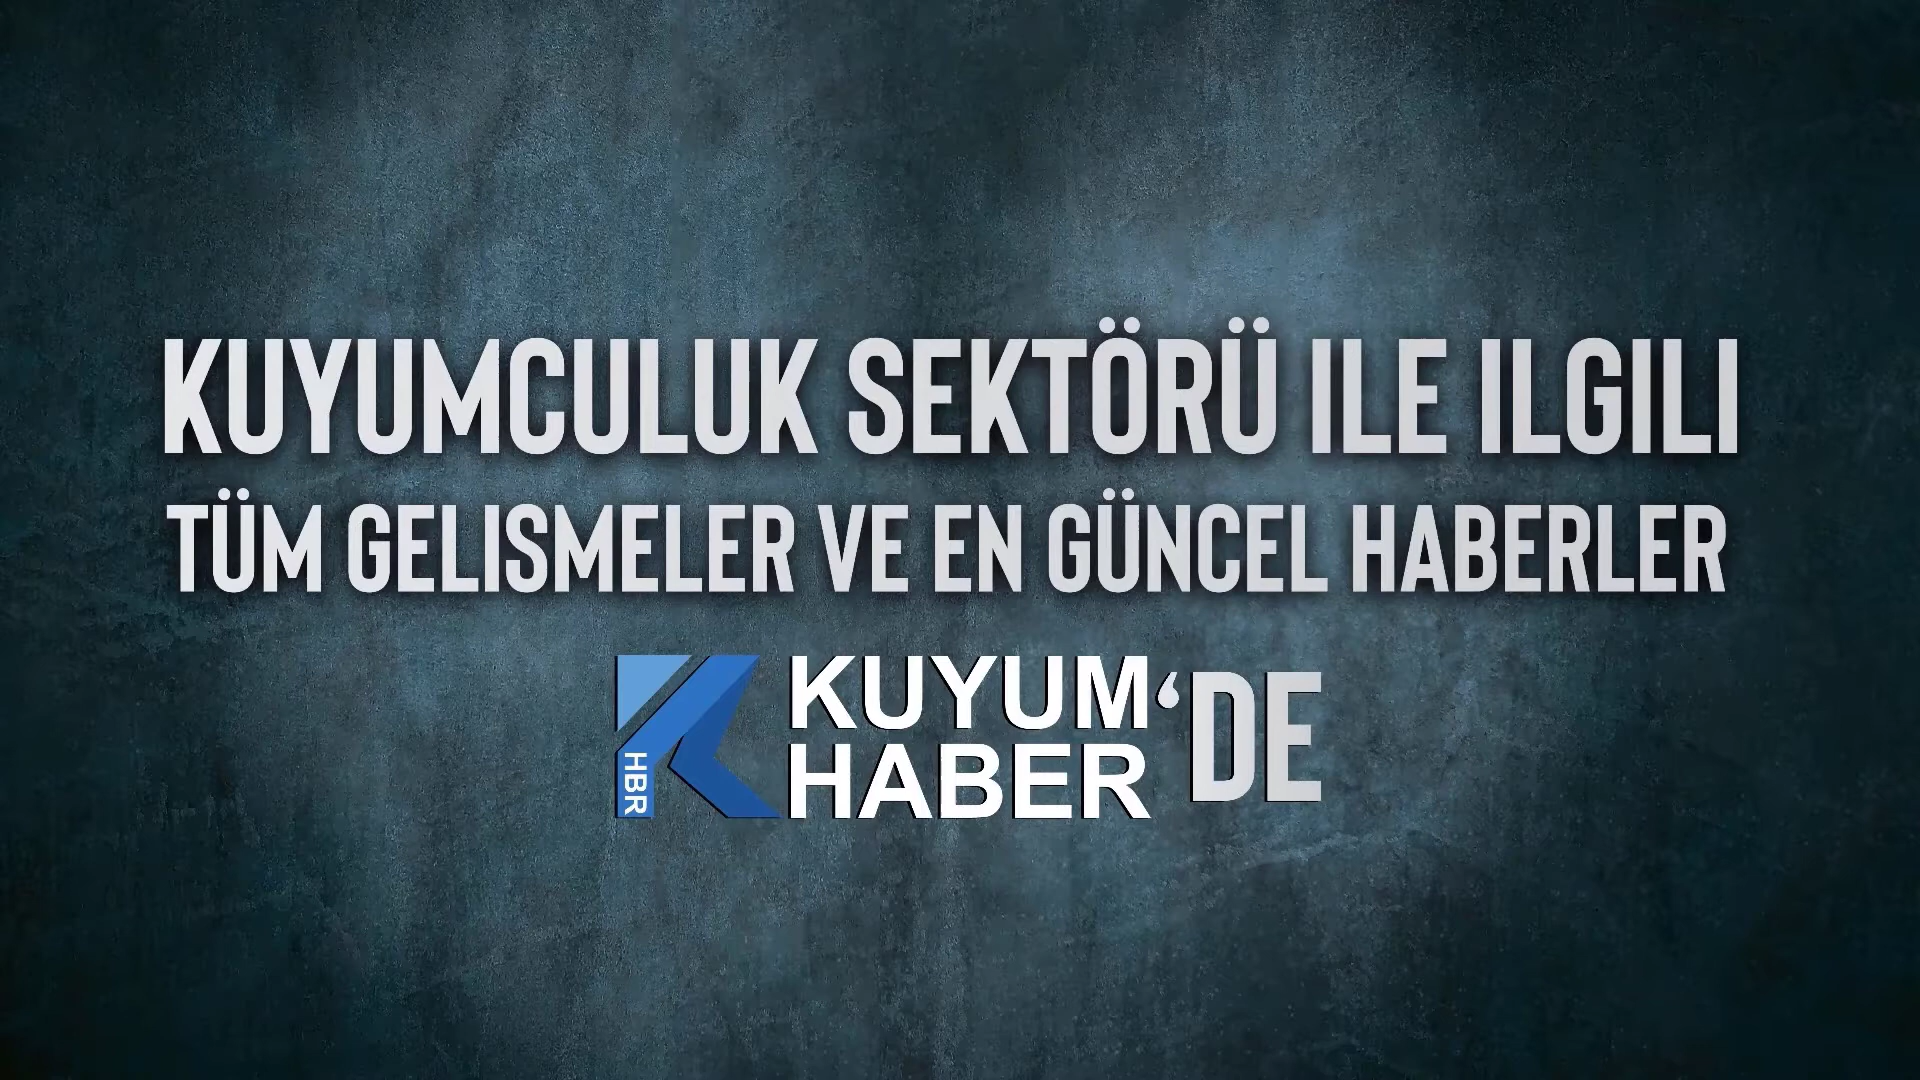 KUYUMCULUK SEKTÖRÜ ILE ILGILI
TÜM GELISMELER VE EN GÜNCEL HABERLER
HBR
KUYUM
HABER ‘DE